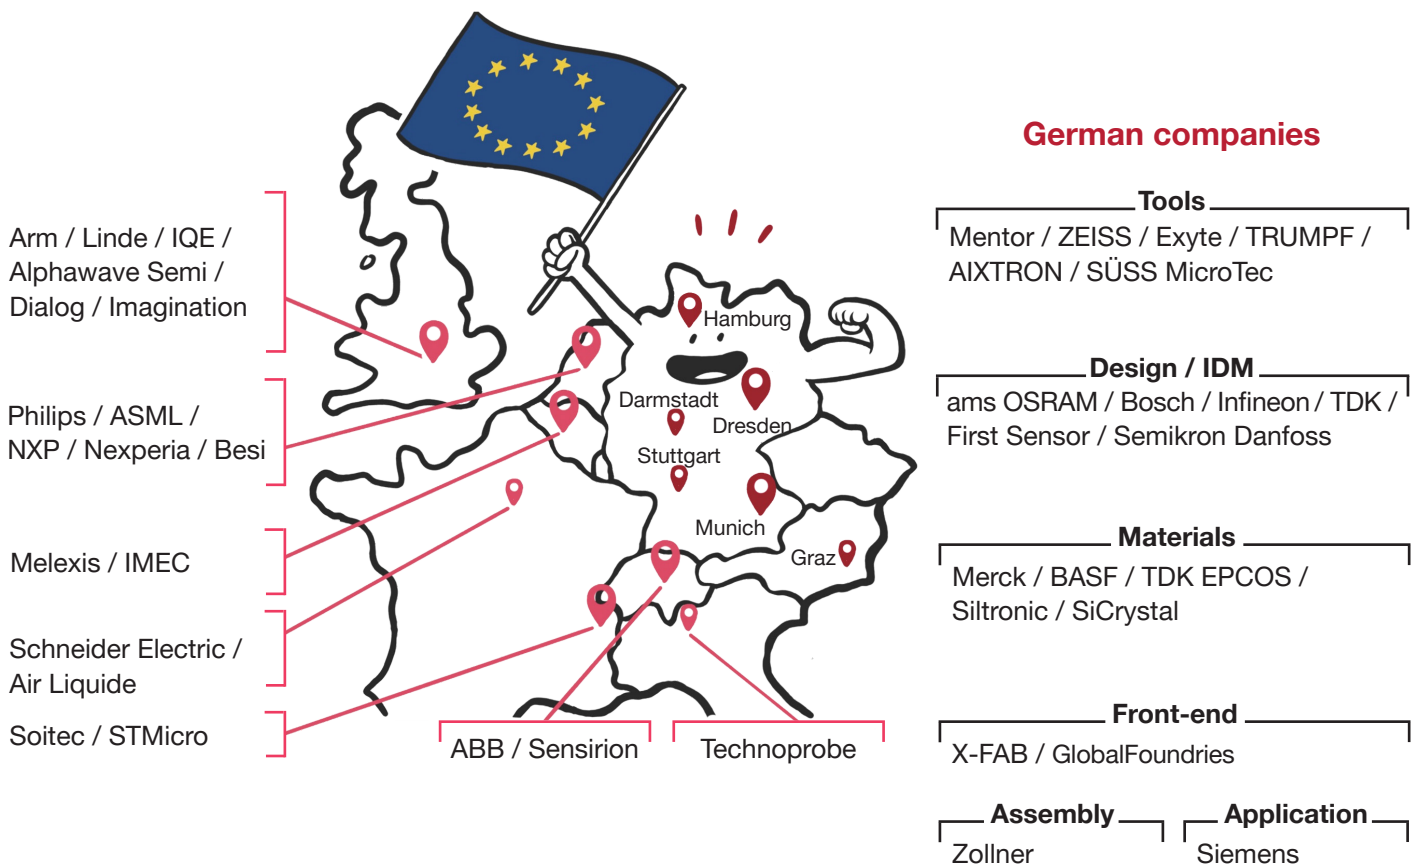 Arm / Linde / IQE /
Alphawave Semi /
Dialog / Imagination
Philips / ASML /
NXP / Nexperia / Besi
Melexis / IMEC
Schneider Electric /
Air Liquide
Soitec / STMicro
ABB / Sensirion
Technoprobe
Hamburg
Darmstadt
Dresden
Stuttgart
Munich
Graz
German companies
Tools
Mentor / ZEISS / Exyte / TRUMPF /
AIXTRON / SÜSS MicroTec
Design / IDM
ams OSRAM / Bosch / Infineon / TDK /
First Sensor / Semikron Danfoss
Materials
Merck / BASF / TDK EPCOS /
Siltronic / SiCrystal
Front-end
X-FAB / GlobalFoundries
Assembly
Zollner
Application
Siemens